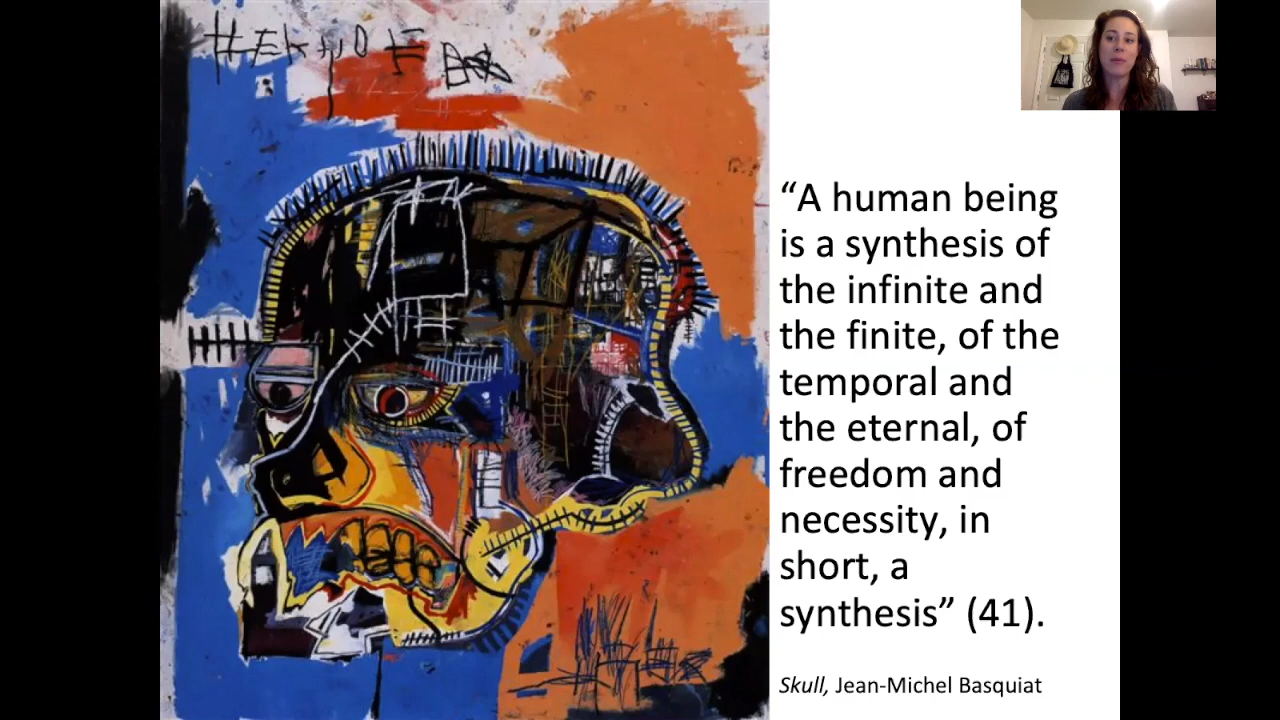 “A human being
is a synthesis of
the infinite and
the finite, of the
temporal and
the eternal, of
freedom and
necessity, in
short, a
synthesis” (41).
Skull, Jean-Michel Basquiat